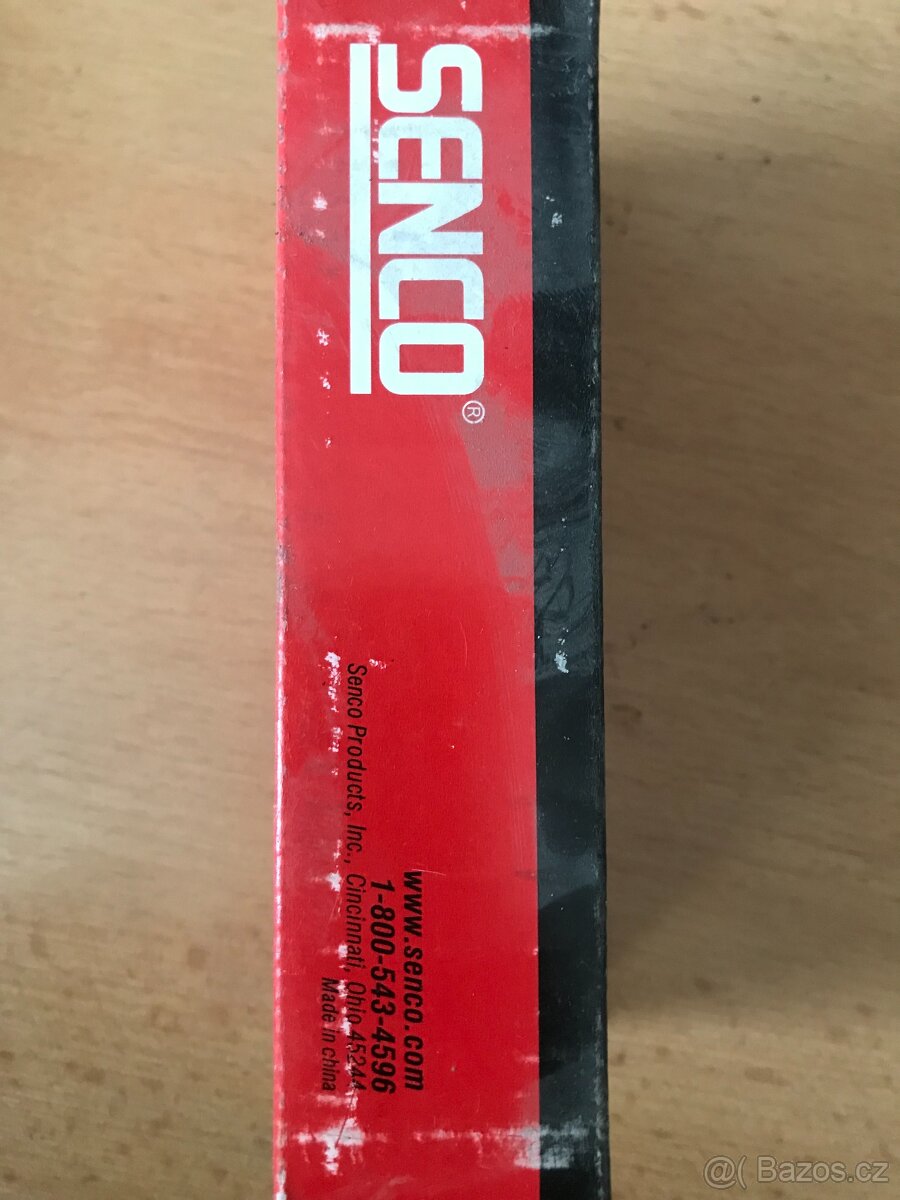 SENCO®
www.senco.com
1-800-543-4596
Senco Products, Inc., Cincinnati, Ohio 45244
Made in china
@( Bazos.cz